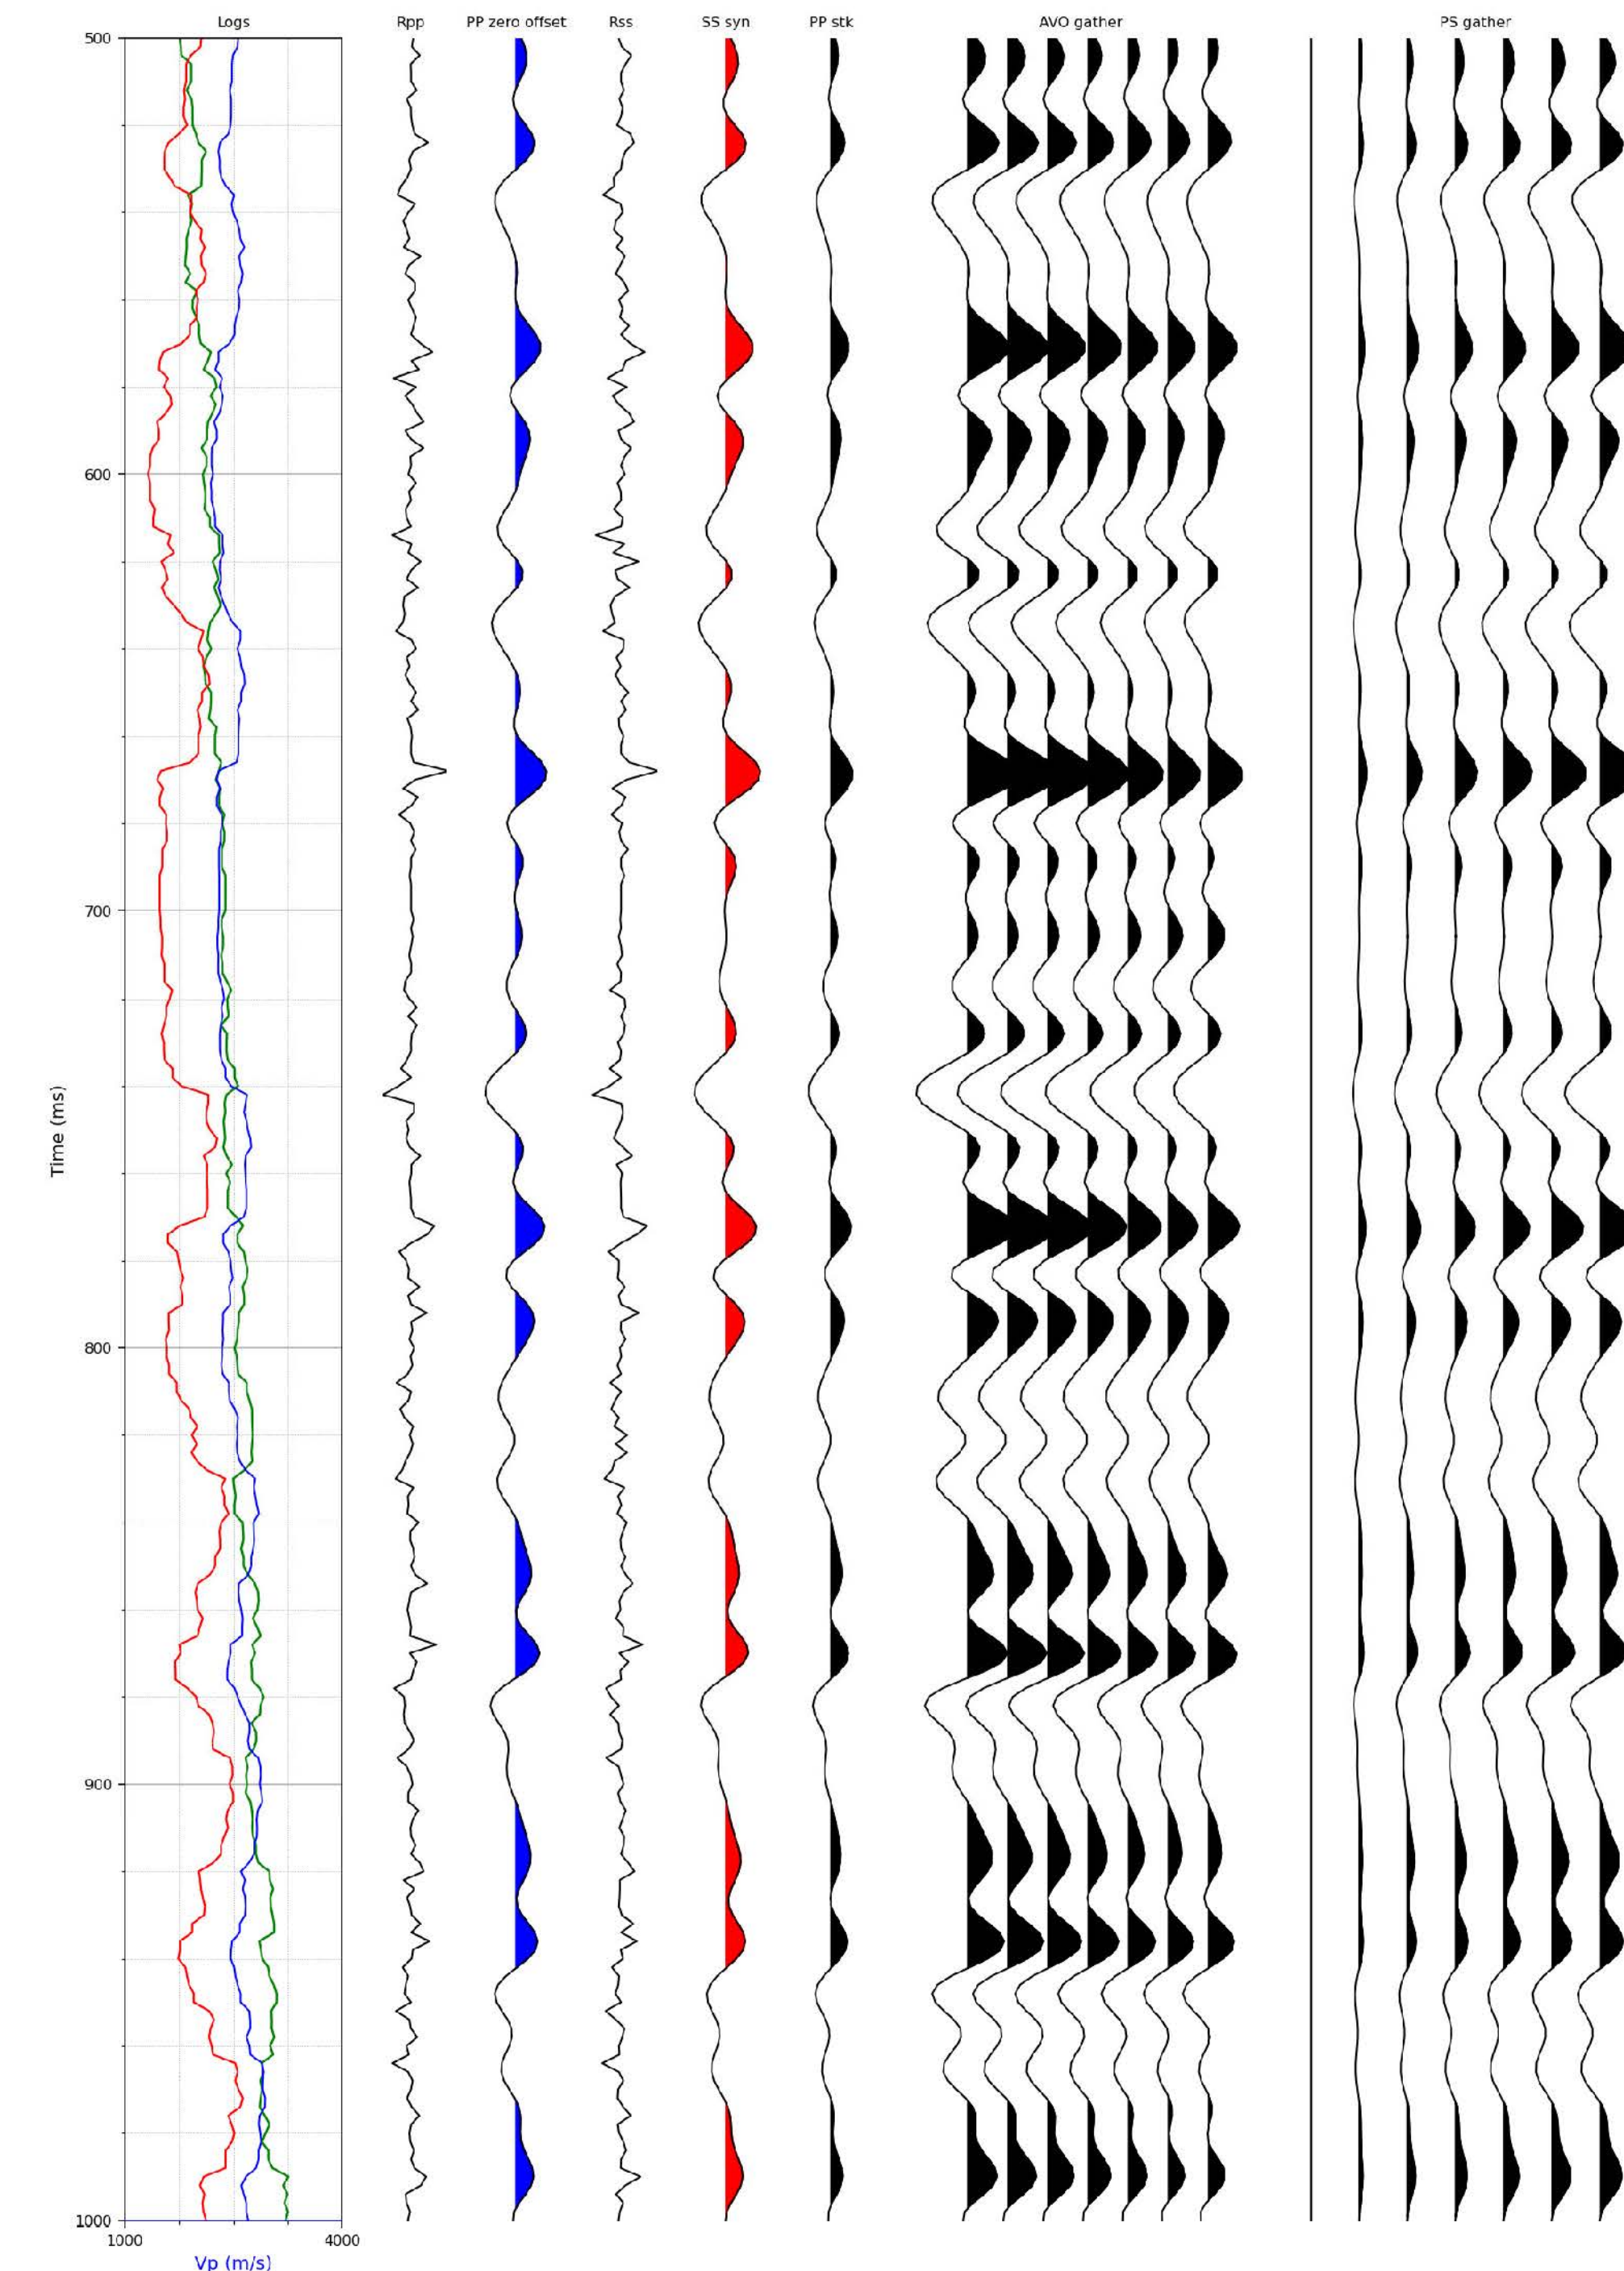 Logs
Rpp
PP zero offset
Rss
SS syn
PP stk
AVO gather
PS gather
500
600
700
Time (ms)
800
900
1000
1000
4000
Vp (m/s)